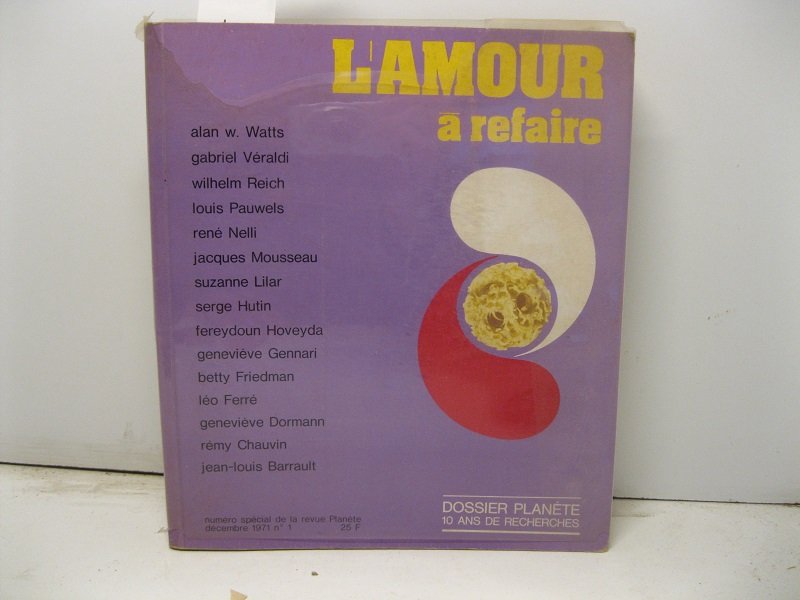 L'AMOUR
à refaire
alan w. Watts
gabriel Véraldi
wilhelm Reich
louis Pauwels
rené Nelli
jacques Mousseau
suzanne Lilar
serge Hutin
fereydoun Hoveyda
geneviève Gennari
betty Friedman
léo Ferré
geneviève Dormann
rémy Chauvin
jean-louis Barrault
numéro spécial de la revue Planète
décembre 1971 n° 1 25 F
DOSSIER PLANÈTE
10 ANS DE RECHERCHES